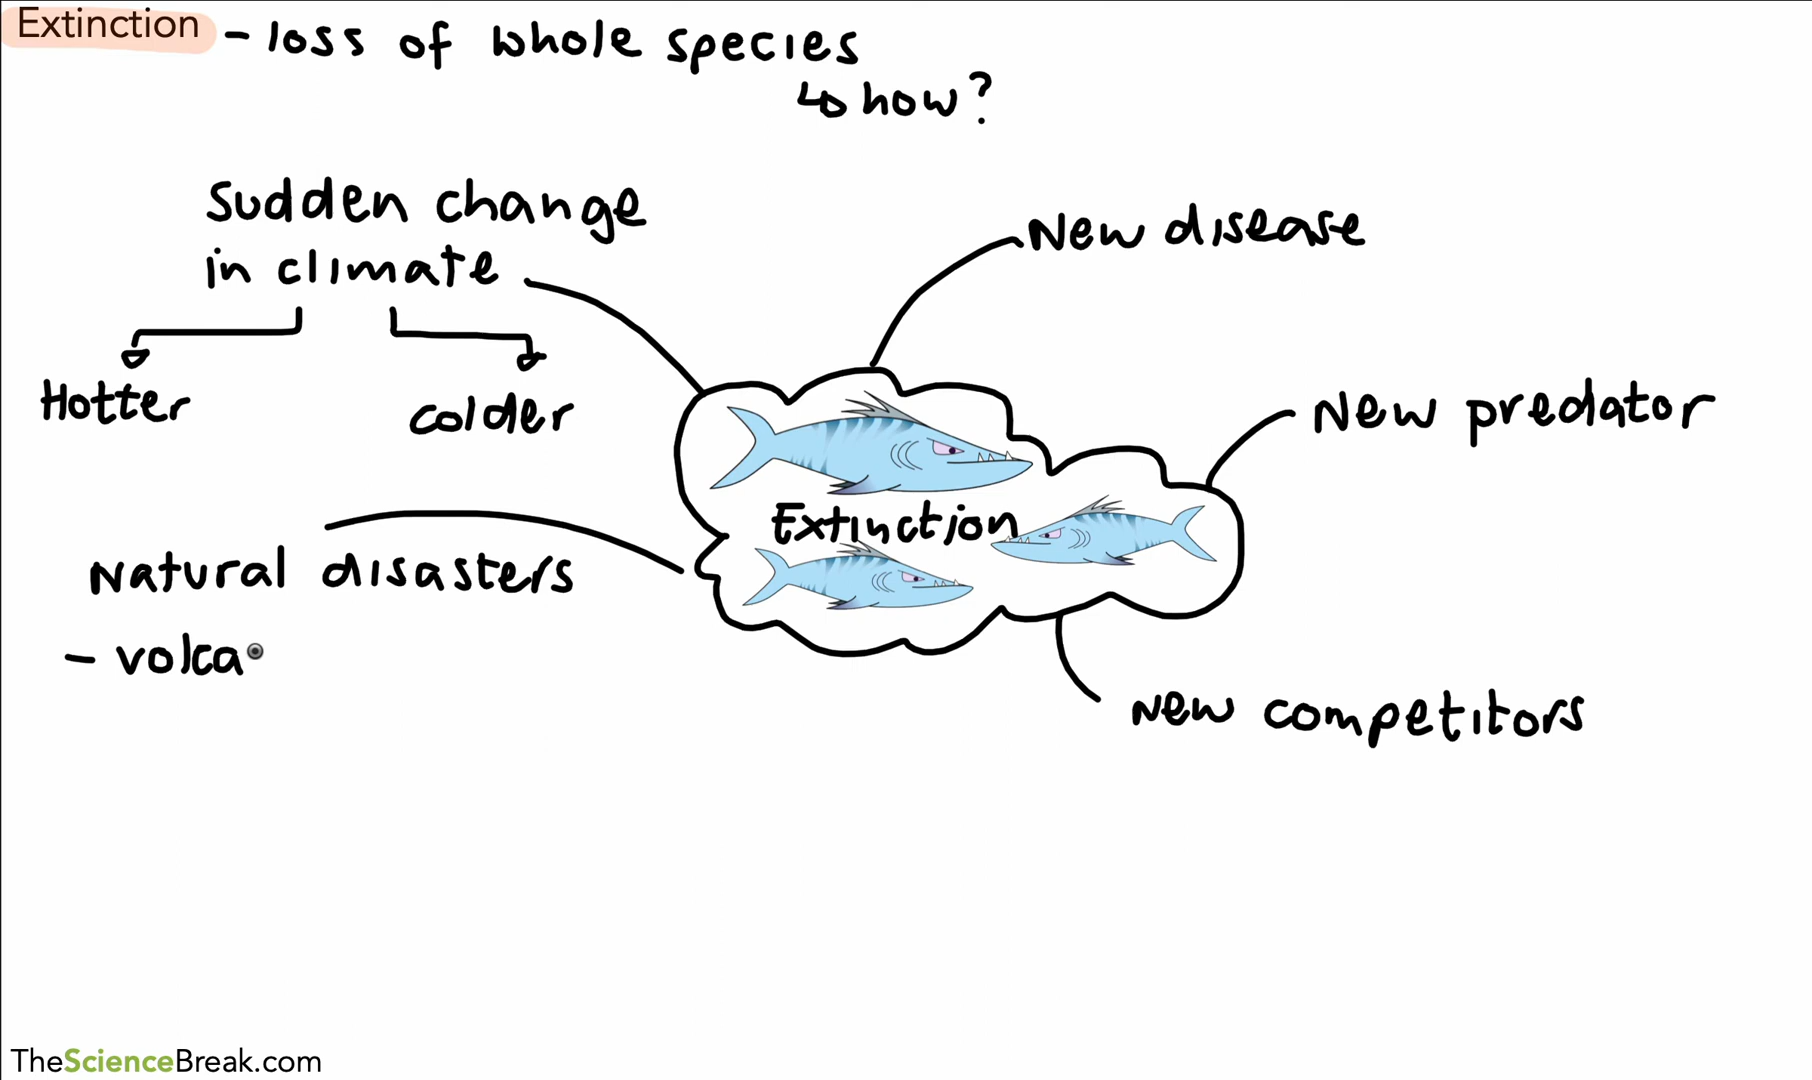 Extinction - loss of whole species
↳ how?
Sudden change
in climate
Hotter
colder
New disease
New predator
Extinction
Natural disasters
- volca
New competitors
TheScienceBreak.com